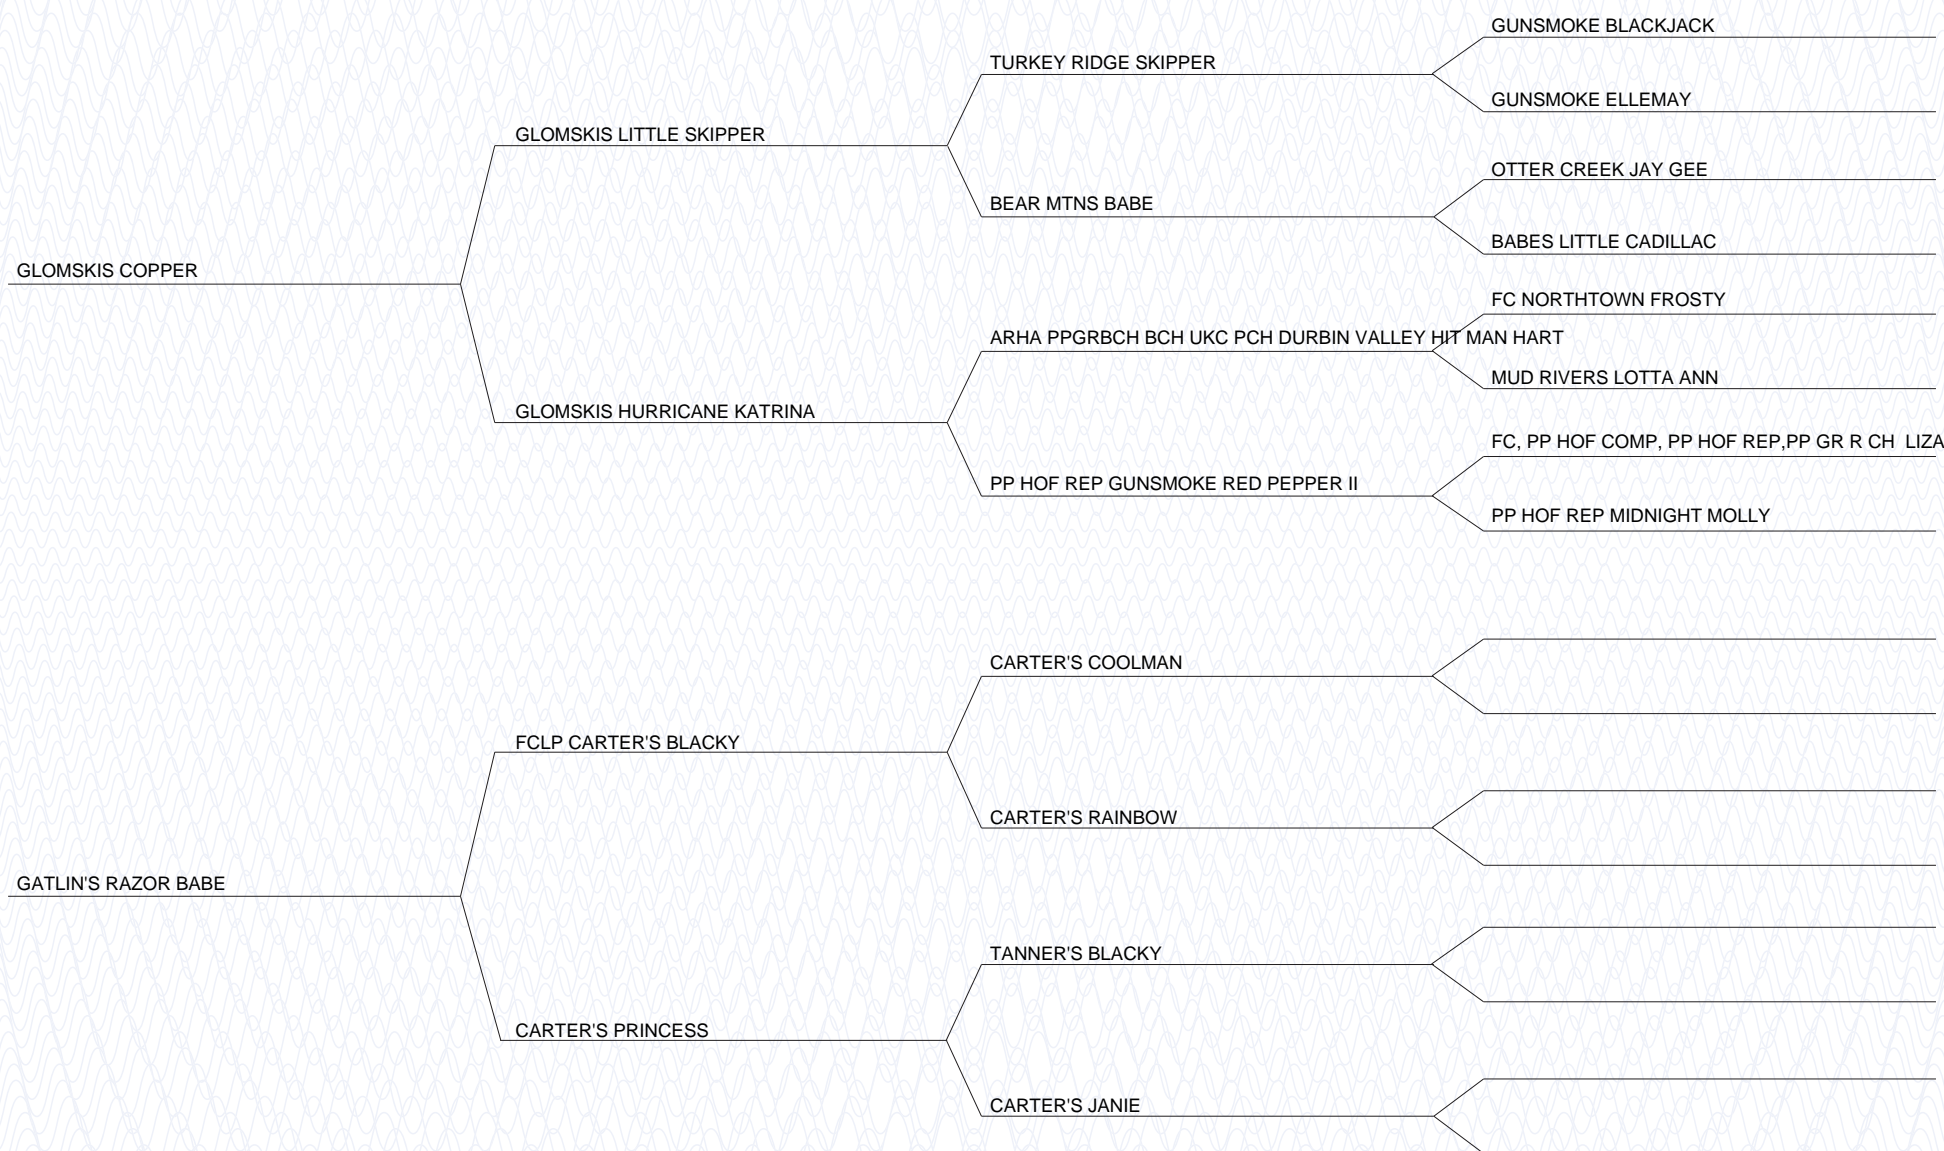 GUNSMOKE BLACKJACK
TURKEY RIDGE SKIPPER
GUNSMOKE ELLEMAY
GLOMSKIS LITTLE SKIPPER
OTTER CREEK JAY GEE
BEAR MTNS BABE
BABES LITTLE CADILLAC
GLOMSKIS COPPER
FC NORTHTOWN FROSTY
ARHA PPGRBCH BCH UKC PCH DURBIN VALLEY HIT MAN HART
MUD RIVERS LOTTA ANN
GLOMSKIS HURRICANE KATRINA
FC, PP HOF COMP, PP HOF REP,PP GR R CH LIZA
PP HOF REP GUNSMOKE RED PEPPER II
PP HOF REP MIDNIGHT MOLLY
CARTER'S COOLMAN
FCLP CARTER'S BLACKY
CARTER'S RAINBOW
GATLIN'S RAZOR BABE
TANNER'S BLACKY
CARTER'S PRINCESS
CARTER'S JANIE